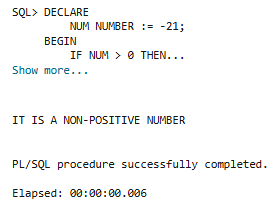 SQL> DECLARE
NUM NUMBER := -21;
BEGIN
IF NUM > 0 THEN...
Show more...
IT IS A NON-POSITIVE NUMBER
PL/SQL procedure successfully completed.
Elapsed: 00:00:00.006